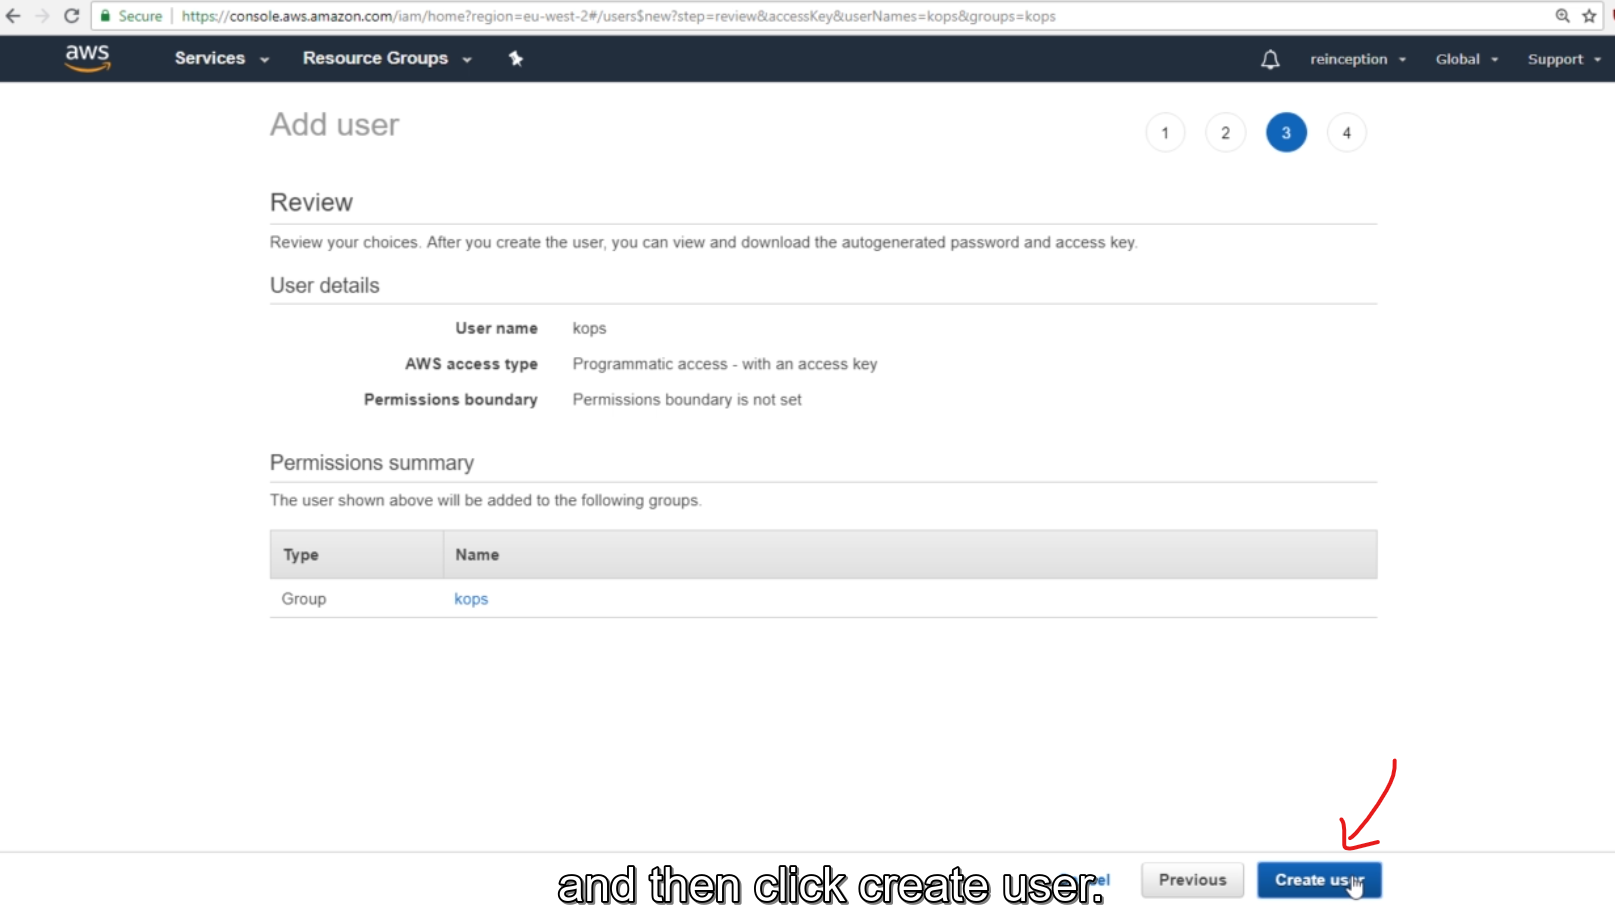 Secure | https://console.aws.amazon.com/iam/home?region=eu-west-2#/users$new?step=review&accessKey&userNames=kops&groups=kops
aws Services Resource Groups reinception Global Support
Add user
1 2 3 4
Review
Review your choices. After you create the user, you can view and download the autogenerated password and access key.
User details
User name kops
AWS access type Programmatic access - with an access key
Permissions boundary Permissions boundary is not set
Permissions summary
The user shown above will be added to the following groups.
Type Name
Group kops
Previous Create user
and then click create user.